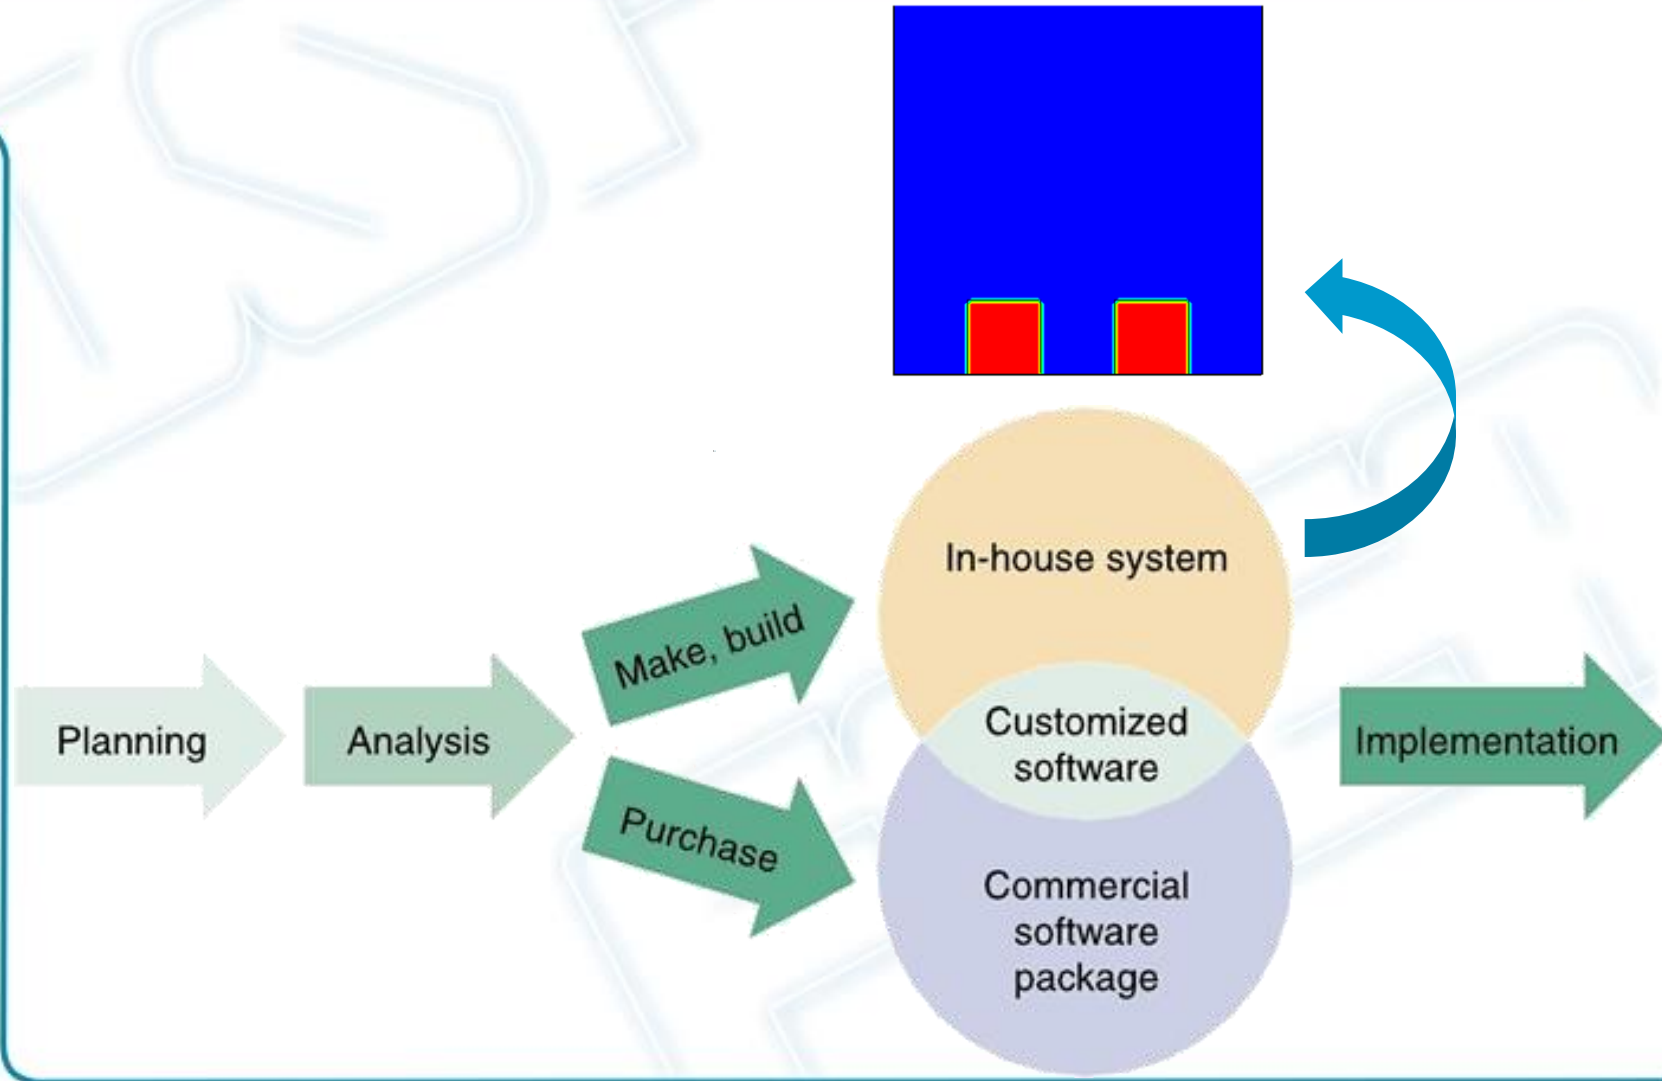 Planning
Analysis
Make, build
Purchase
In-house system
Customized
software
Commercial
software
package
Implementation